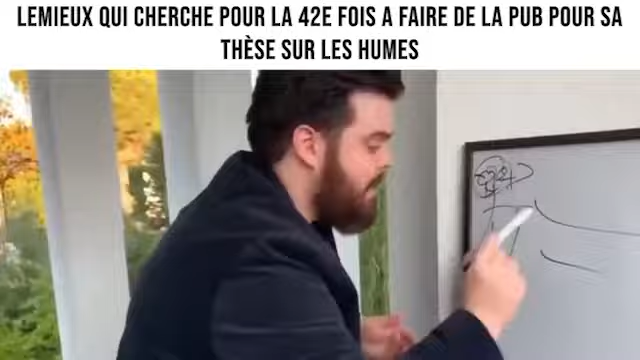 LEMIEUX QUI CHERCHE POUR LA 42E FOIS A FAIRE DE LA PUB POUR SA
THÈSE SUR LES HUMES